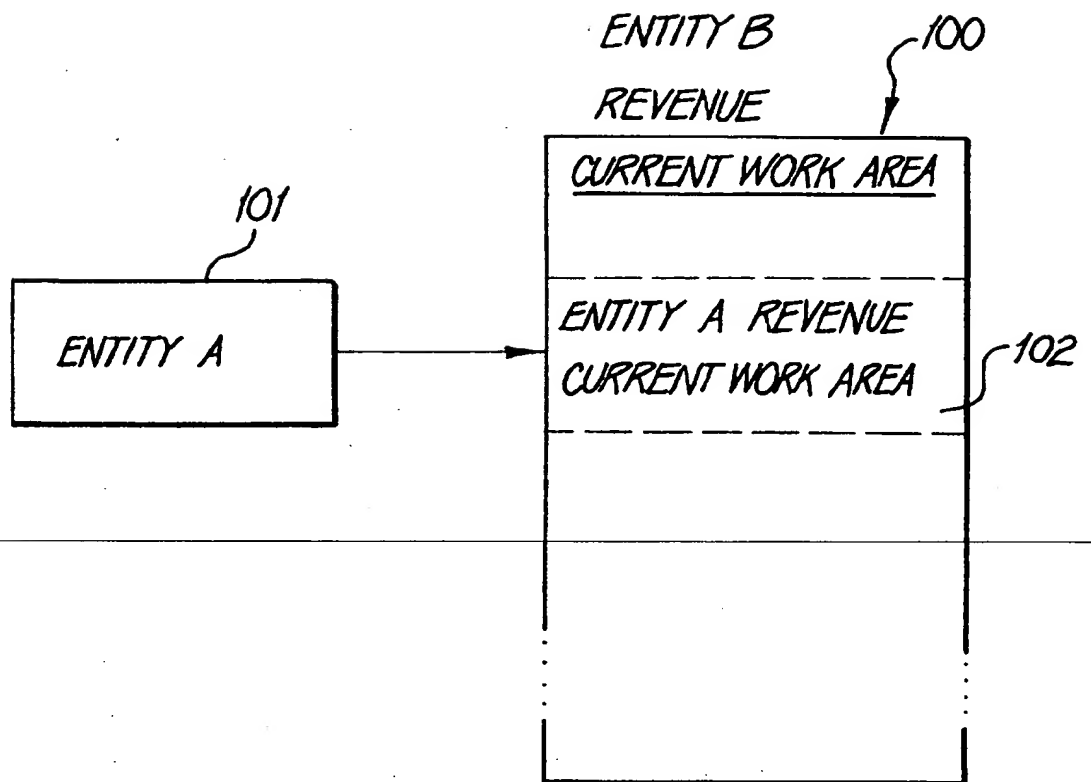 ENTITY B
100
REVENUE
CURRENT WORK AREA
101
ENTITY A
ENTITY A REVENUE
CURRENT WORK AREA
102